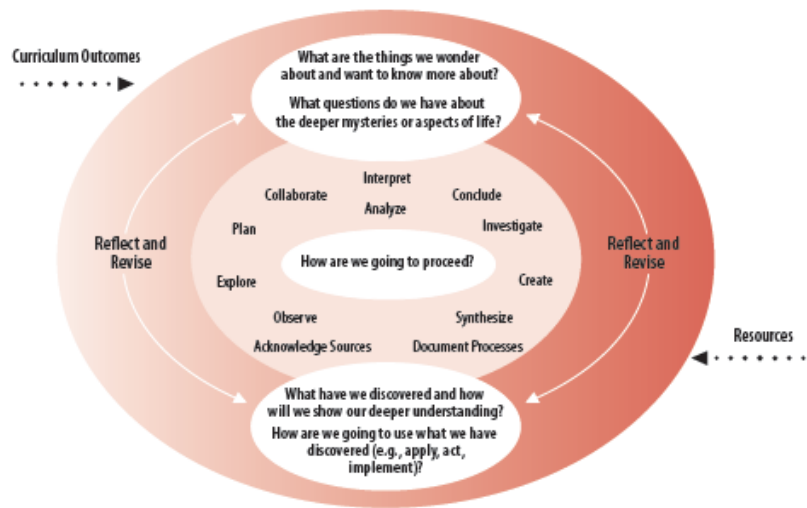 Curriculum Outcomes
What are the things we wonder
about and want to know more about?
What questions do we have about
the deeper mysteries or aspects of life?
Interpret
Collaborate
Conclude
Analyze
Plan
Investigate
Reflect and
Revise
How are we going to proceed?
Reflect and
Revise
Explore
Create
Observe
Synthesize
Acknowledge Sources
Document Processes
Resources
What have we discovered and how
will we show our deeper understanding?
How are we going to use what we have
discovered (e.g., apply, act,
implement)?